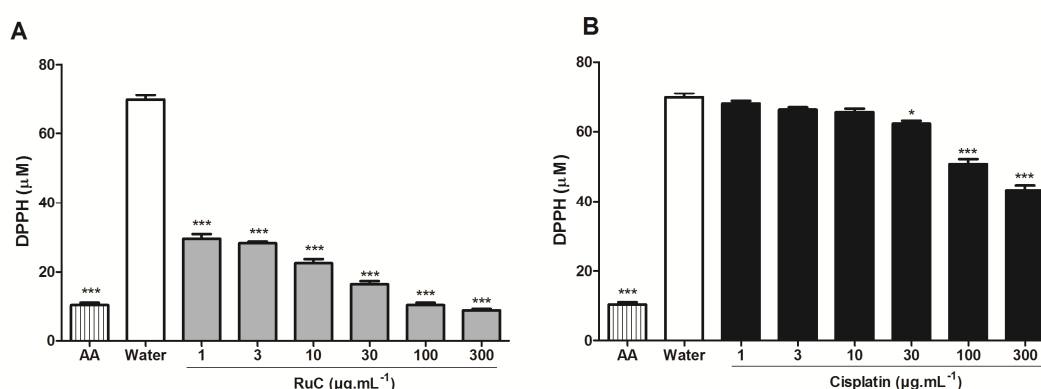 A
80
60
40
20
0
DPPH (μM)
***
***
***
***
***
***
***
AA Water 1 3 10 30 100 300
RuC (μg.mL⁻¹)
B
80
60
40
20
0
DPPH (μM)
***
*
***
***
AA Water 1 3 10 30 100 300
Cisplatin (μg.mL⁻¹)